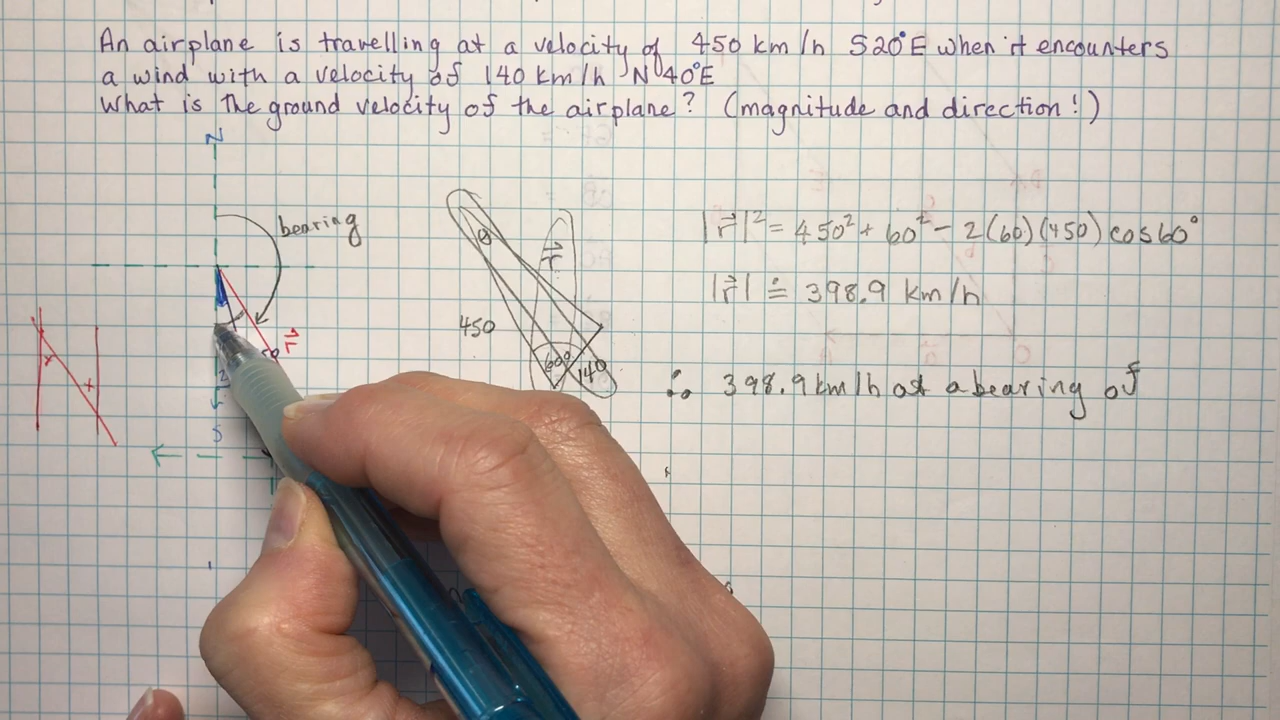 An airplane is travelling at a velocity of 450 km/h S20°E when it encounters
a wind with a velocity of 140 km/h N40°E
What is the ground velocity of the airplane? (magnitude and direction!)
N
bearing
θ
r⃗
|r⃗|² = 450² + 60² - 2(60)(450) cos60°
|r⃗| ≐ 398.9 km/h
450
r⃗
60°
140
∴ 398.9 km/h at a bearing of
2
S
x
+